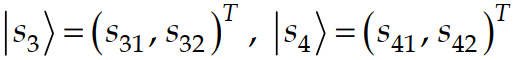 |s₃⟩ = (s₃₁, s₃₂)ᵀ , |s₄⟩ = (s₄₁, s₄₂)ᵀ